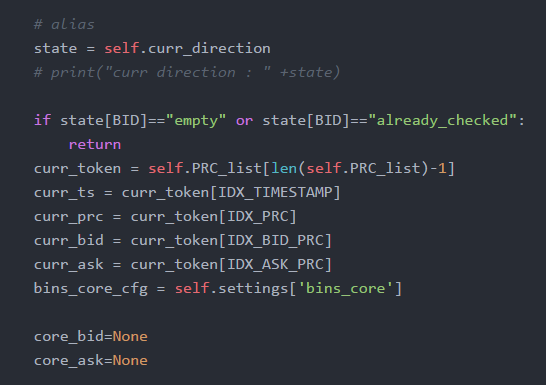 # alias
state = self.curr_direction
# print("curr direction : " +state)
if state[BID]=="empty" or state[BID]=="already_checked":
return
curr_token = self.PRC_list[len(self.PRC_list)-1]
curr_ts = curr_token[IDX_TIMESTAMP]
curr_prc = curr_token[IDX_PRC]
curr_bid = curr_token[IDX_BID_PRC]
curr_ask = curr_token[IDX_ASK_PRC]
bins_core_cfg = self.settings['bins_core']
core_bid=None
core_ask=None